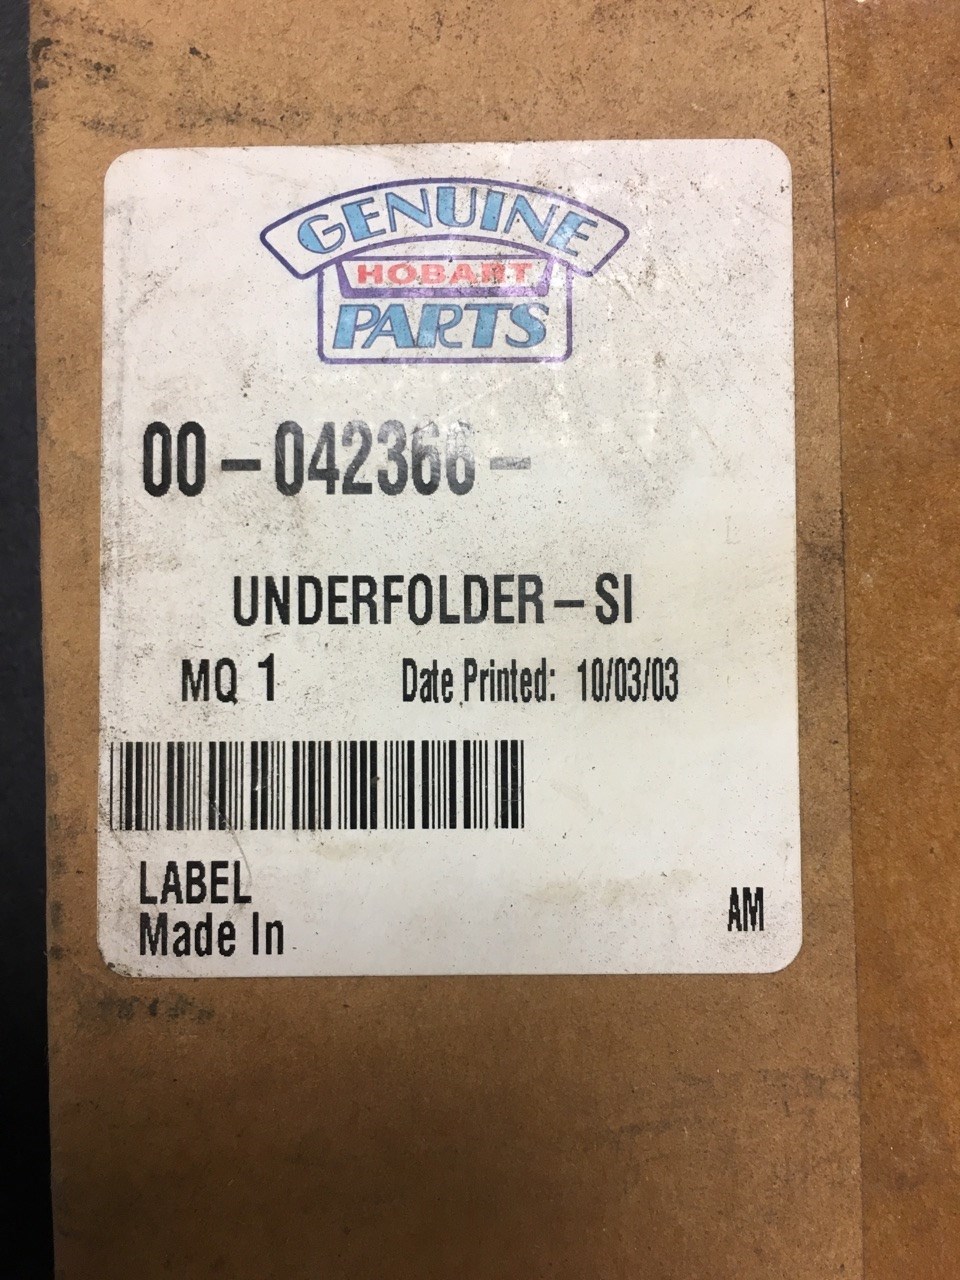 GENUINE
HOBART
PARTS
00-042366-
UNDERFOLDER-SI
MQ 1 Date Printed: 10/03/03
LABEL
Made In
AM